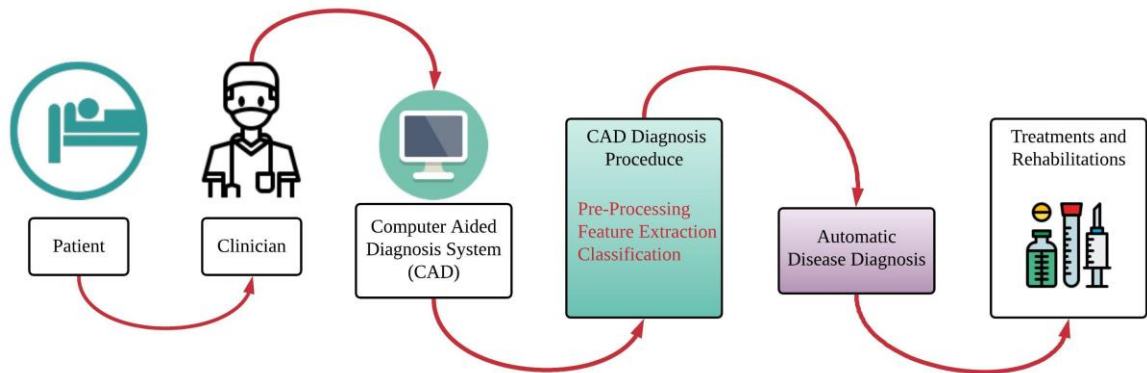 Patient
Clinician
Computer Aided
Diagnosis System
(CAD)
CAD Diagnosis
Proceduce
Pre-Processing
Feature Extraction
Classification
Automatic
Disease Diagnosis
Treatments and
Rehabilitations